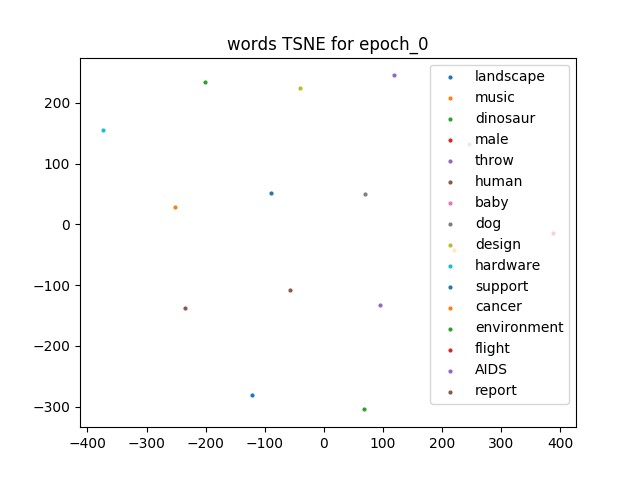 words TSNE for epoch_0
200
100
0
−100
−200
−300
−400
−300
−200
−100
0
100
200
300
400
landscape
music
dinosaur
male
throw
human
baby
dog
design
hardware
support
cancer
environment
flight
AIDS
report